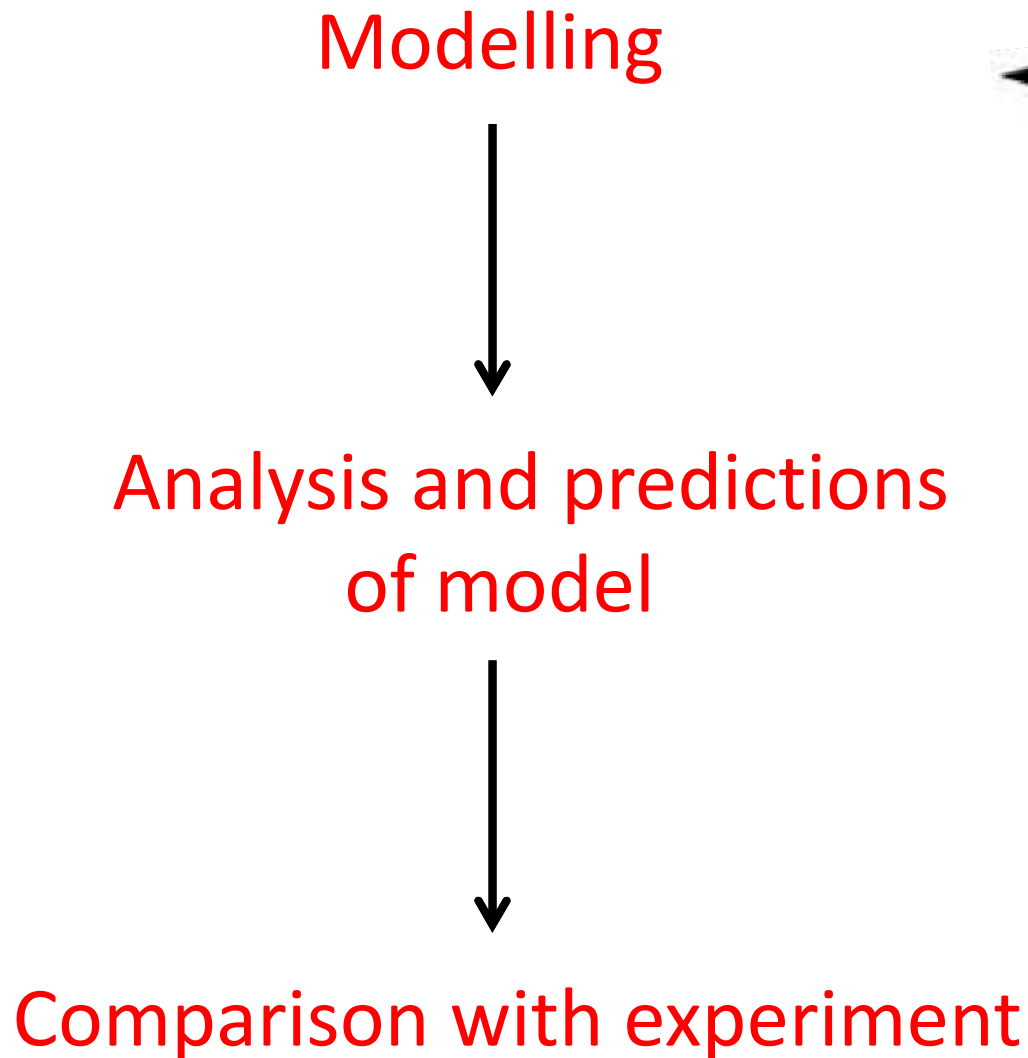 Modelling
Analysis and predictions
of model
Comparison with experiment